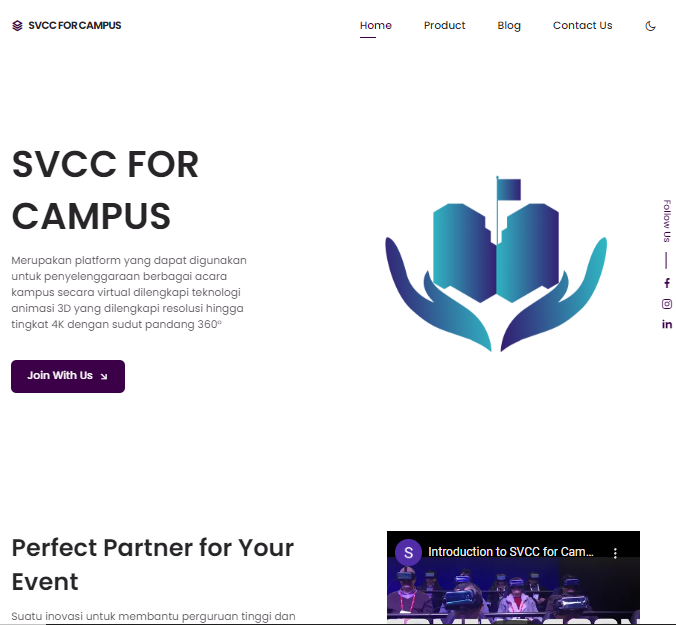 SVCC FOR CAMPUS
Home
Product
Blog
Contact Us
SVCC FOR
CAMPUS
Merupakan platform yang dapat digunakan
untuk penyelenggaraan berbagai acara
kampus secara virtual dilengkapi teknologi
animasi 3D yang dilengkapi resolusi hingga
tingkat 4K dengan sudut pandang 360°
Join With Us
Follow Us
Perfect Partner for Your
Event
Suatu inovasi untuk membantu perguruan tinggi dan
S
Introduction to SVCC for Cam...